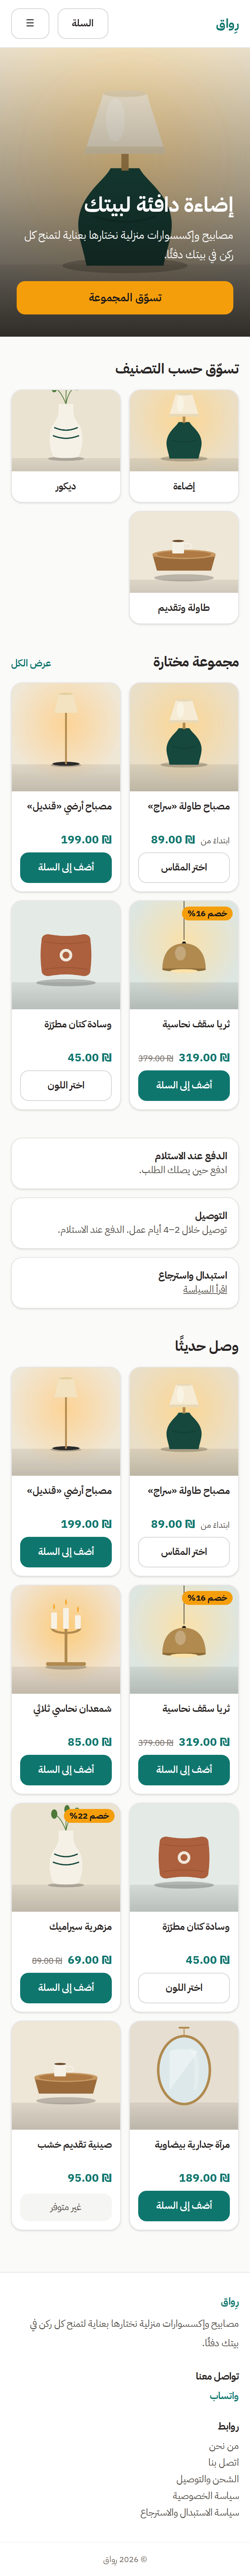 رِواق
السلة
☰
إضاءة دافئة لبيتك
مصابيح وإكسسوارات منزلية نختارها بعناية لتمنح كل
ركن في بيتك دفئًا.
تسوّق المجموعة
تسوّق حسب التصنيف
إضاءة
ديكور
طاولة وتقديم
مجموعة مختارة
عرض الكل
مصباح طاولة «سراج»
ابتداءً من 89.00 ₪
اختر المقاس
مصباح أرضي «قنديل»
199.00 ₪
أضف إلى السلة
خصم 16%
ثريا سقف نحاسية
319.00 ₪ 379.00 ₪
أضف إلى السلة
وسادة كتان مطرّزة
45.00 ₪
اختر اللون
الدفع عند الاستلام
ادفع حين يصلك الطلب.
التوصيل
توصيل خلال 2–4 أيام عمل. الدفع عند الاستلام.
استبدال واسترجاع
اقرأ السياسة
وصل حديثًا
مصباح طاولة «سراج»
ابتداءً من 89.00 ₪
اختر المقاس
مصباح أرضي «قنديل»
199.00 ₪
أضف إلى السلة
خصم 16%
ثريا سقف نحاسية
319.00 ₪ 379.00 ₪
أضف إلى السلة
شمعدان نحاسي ثلاثي
85.00 ₪
أضف إلى السلة
وسادة كتان مطرّزة
45.00 ₪
اختر اللون
خصم 22%
مزهرية سيراميك
69.00 ₪ 89.00 ₪
أضف إلى السلة
مرآة جدارية بيضاوية
189.00 ₪
أضف إلى السلة
صينية تقديم خشب
95.00 ₪
غير متوفر
رِواق
مصابيح وإكسسوارات منزلية نختارها بعناية لتمنح كل ركن في
بيتك دفئًا.
تواصل معنا
واتساب
روابط
من نحن
اتصل بنا
الشحن والتوصيل
سياسة الخصوصية
سياسة الاستبدال والاسترجاع
© 2026 رِواق